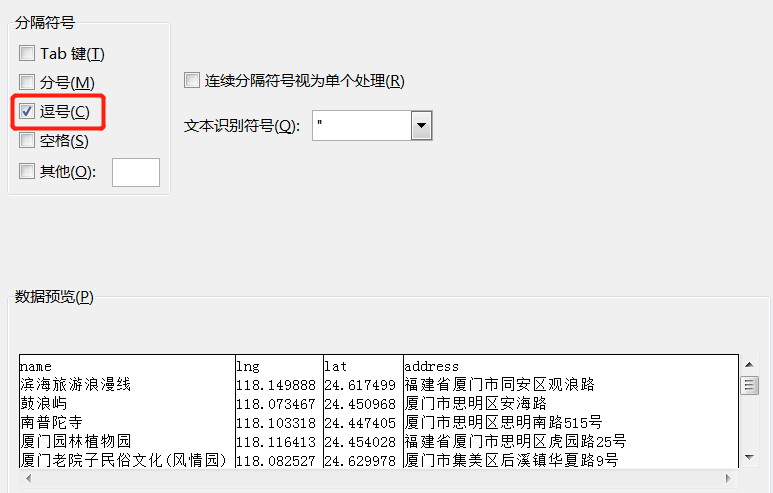 分隔符号
Tab 键(T)
分号(M)
连续分隔符号视为单个处理(R)
逗号(C)
文本识别符号(Q): "
空格(S)
其他(O):
数据预览(P)
name lng lat address
滨海旅游浪漫线 118.149888 24.617499 福建省厦门市同安区观浪路
鼓浪屿 118.073467 24.450968 厦门市思明区安海路
南普陀寺 118.103318 24.447405 厦门市思明区思明南路515号
厦门园林植物园 118.116413 24.454028 福建省厦门市思明区虎园路25号
厦门老院子民俗文化(风情园) 118.082527 24.629978 厦门市集美区后溪镇华夏路9号